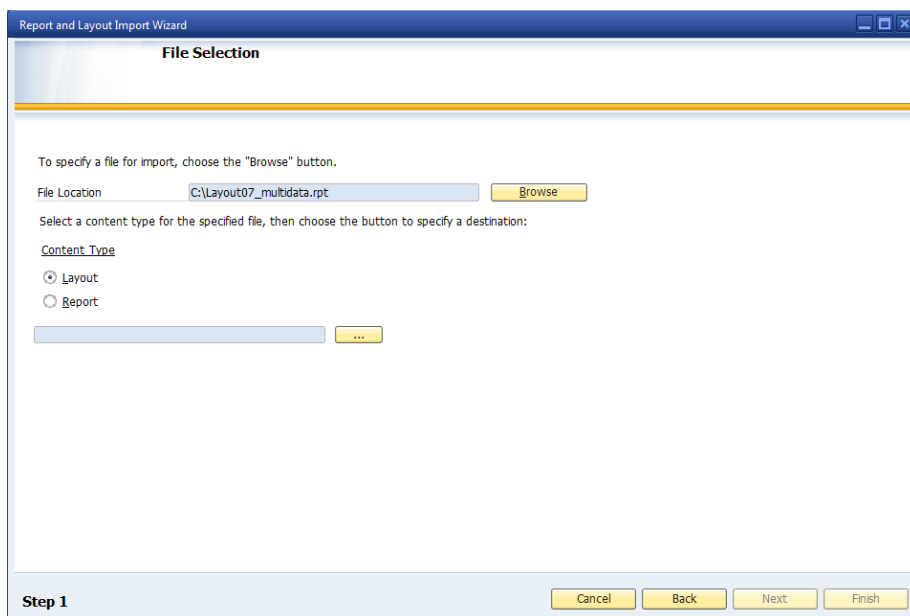 Report and Layout Import Wizard
File Selection
To specify a file for import, choose the "Browse" button.
File Location C:\Layout07_multidata.rpt Browse
Select a content type for the specified file, then choose the button to specify a destination:
Content Type
Layout
Report
...
Step 1 Cancel Back Next Finish